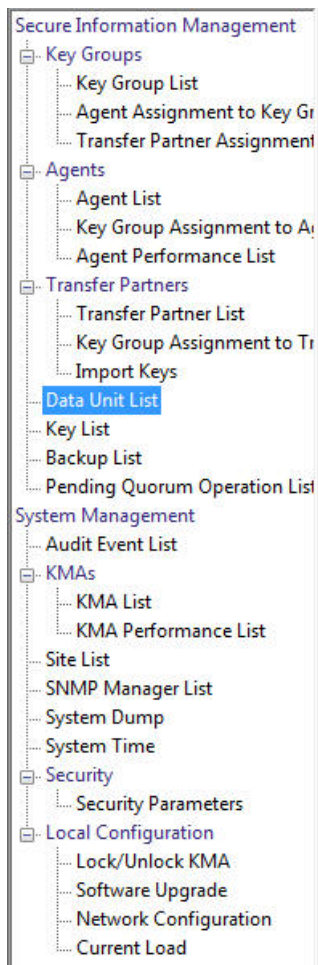 Secure Information Management
Key Groups
Key Group List
Agent Assignment to Key Gr
Transfer Partner Assignment
Agents
Agent List
Key Group Assignment to A
Agent Performance List
Transfer Partners
Transfer Partner List
Key Group Assignment to Tr
Import Keys
Data Unit List
Key List
Backup List
Pending Quorum Operation List
System Management
Audit Event List
KMAs
KMA List
KMA Performance List
Site List
SNMP Manager List
System Dump
System Time
Security
Security Parameters
Local Configuration
Lock/Unlock KMA
Software Upgrade
Network Configuration
Current Load